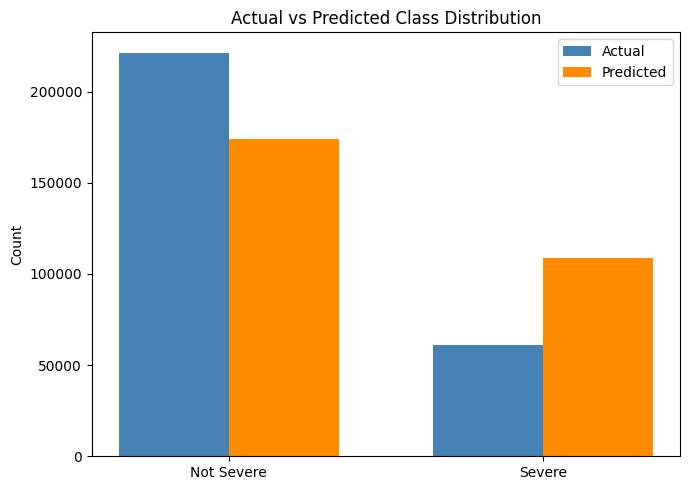 Actual vs Predicted Class Distribution
Actual
Predicted
200000
150000
100000
50000
0
Count
Not Severe
Severe